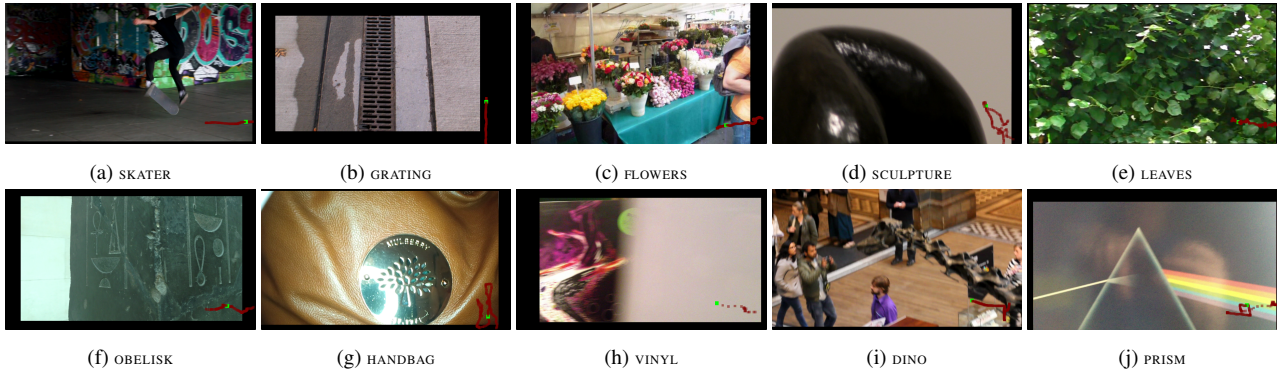 (a) SKATER
(b) GRATING
(c) FLOWERS
(d) SCULPTURE
(e) LEAVES
MULBERRY
(f) OBELISK
(g) HANDBAG
(h) VINYL
(i) DINO
(j) PRISM